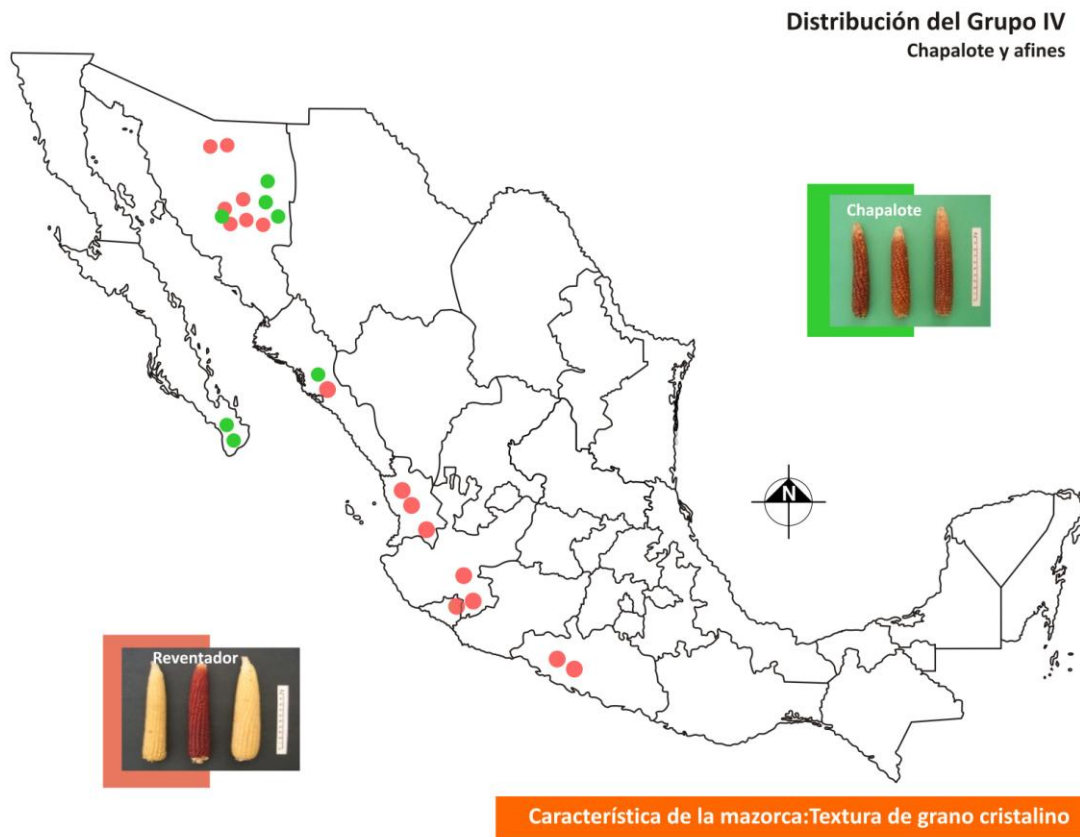 Distribución del Grupo IV
Chapalote y afines
Chapalote
N
Reventador
Característica de la mazorca:Textura de grano cristalino